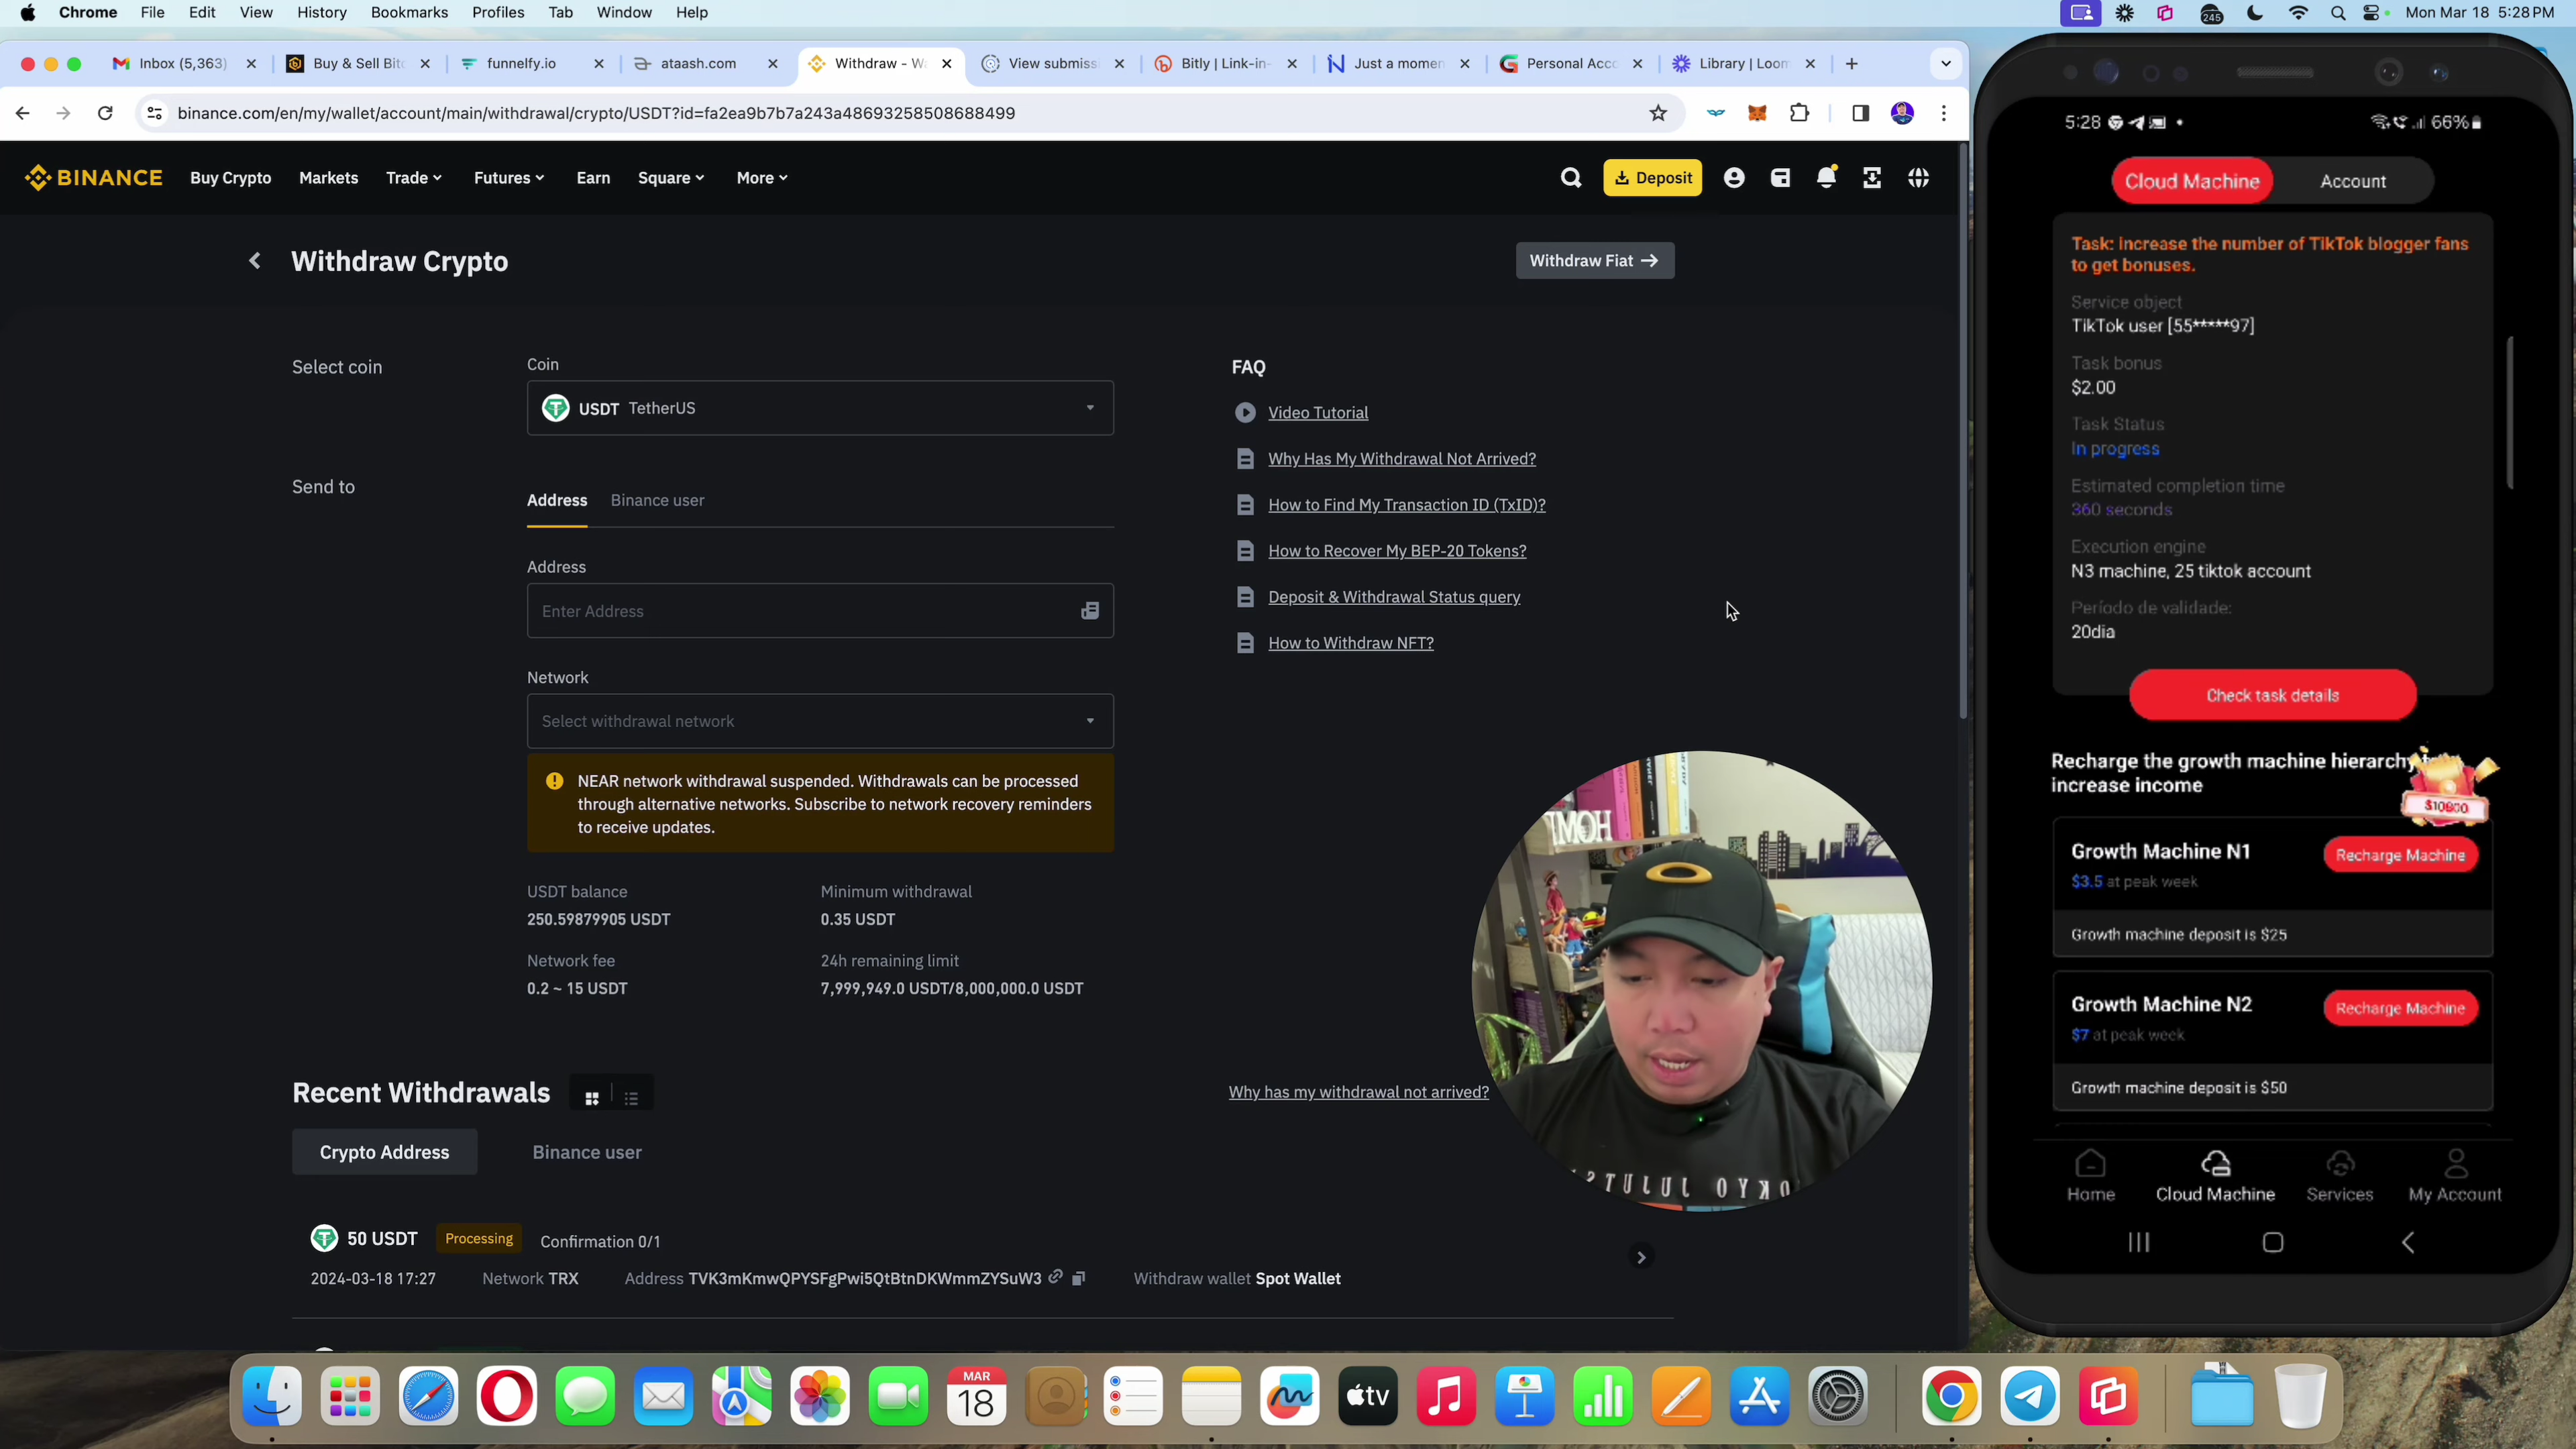 Chrome File Edit View History Bookmarks Profiles Tab Window Help
245
Mon Mar 18 5:28 PM
Inbox (5,363)
Buy & Sell Bitc
funnelfy.io
ataash.com
Withdraw - Wa
View submissi
Bitly | Link-in-
Just a momen
Personal Acco
Library | Loom
binance.com/en/my/wallet/account/main/withdrawal/crypto/USDT?id=fa2ea9b7b7a243a48693258508688499
BINANCE
Buy Crypto
Markets
Trade
Futures
Earn
Square
More
Deposit
Withdraw Crypto
Withdraw Fiat →
Select coin
Coin
USDT TetherUS
Send to
Address
Binance user
Address
Enter Address
Network
Select withdrawal network
NEAR network withdrawal suspended. Withdrawals can be processed
through alternative networks. Subscribe to network recovery reminders
to receive updates.
USDT balance
250.59879905 USDT
Minimum withdrawal
0.35 USDT
Network fee
0.2 ~ 15 USDT
24h remaining limit
7,999,949.0 USDT/8,000,000.0 USDT
FAQ
Video Tutorial
Why Has My Withdrawal Not Arrived?
How to Find My Transaction ID (TxID)?
How to Recover My BEP-20 Tokens?
Deposit & Withdrawal Status query
How to Withdraw NFT?
Recent Withdrawals
Why has my withdrawal not arrived?
Crypto Address
Binance user
50 USDT
Processing
Confirmation 0/1
2024-03-18 17:27
Network TRX
Address TVK3mKmwQPYSFgPwi5QtBtnDKWmmZYSuW3
Withdraw wallet Spot Wallet
5:28
66%
Cloud Machine
Account
Task: increase the number of TikTok blogger fans
to get bonuses.
Service object
TikTok user [55*****97]
Task bonus
$2.00
Task Status
In progress
Estimated completion time
360 seconds
Execution engine
N3 machine, 25 tiktok account
Período de validade:
20dia
Check task details
Recharge the growth machine hierarchy
increase income
Growth Machine N1
Recharge Machine
$3.5 at peak week
Growth machine deposit is $25
Growth Machine N2
Recharge Machine
$7 at peak week
Growth machine deposit is $50
Home
Cloud Machine
Services
My Account
MAR
18
tv